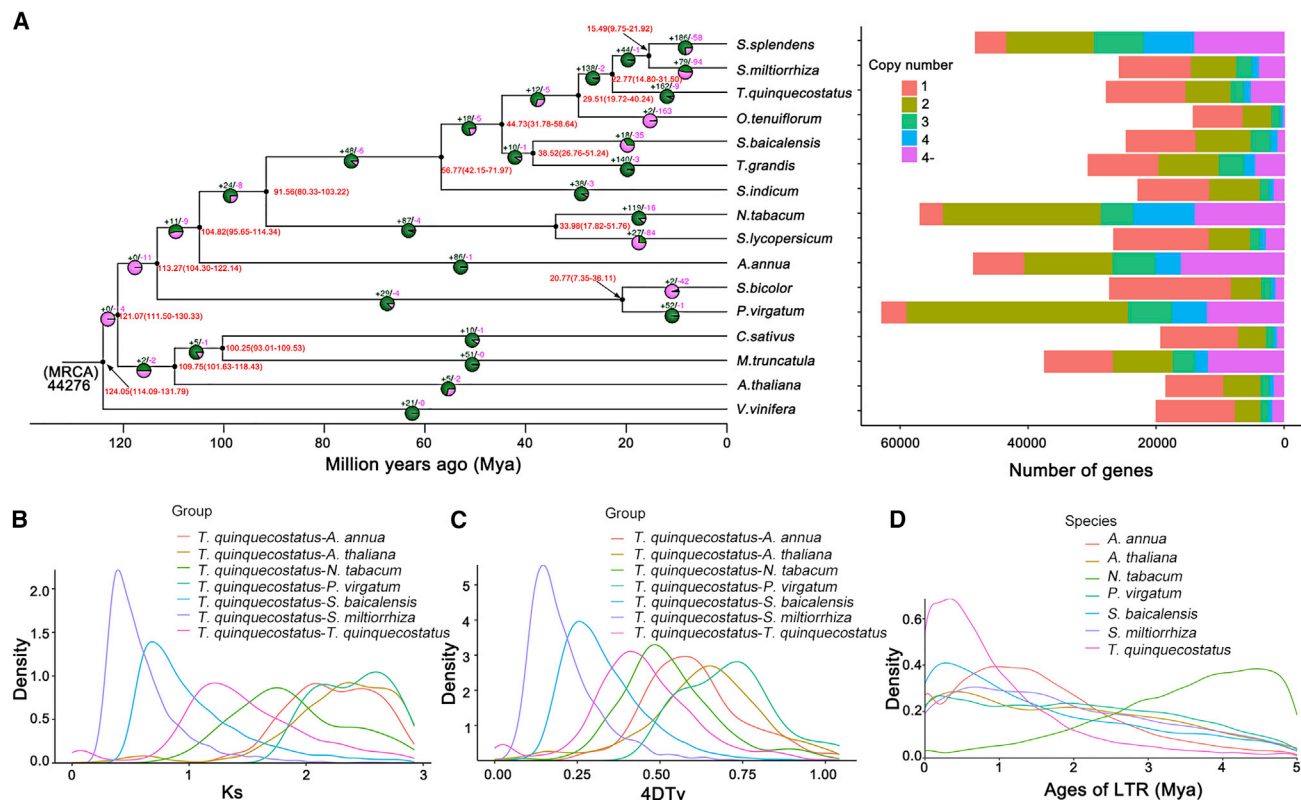 A
15.49(9.75-21.92)
+186/-58
S.splendens
+44/-1
+79/-94
S.miltiorrhiza
+138/-2
22.77(14.80-31.50)
+162/-9
T.quinquecostatus
+12/-5
29.51(19.72-40.24)
+2/-163
O.tenuiflorum
+18/-5
44.73(31.78-58.64)
+18/-35
S.baicalensis
+10/-1
38.52(26.76-51.24)
+140/-3
T.grandis
+48/-6
56.77(42.15-71.97)
+38/-3
S.indicum
+24/-8
91.56(80.33-103.22)
+119/-16
N.tabacum
+11/-9
+87/-4
33.98(17.82-51.76)
+27/-84
S.lycopersicum
104.82(95.65-114.34)
+0/-11
+86/-1
A.annua
113.27(104.30-122.14)
20.77(7.35-36.11)
+2/-42
S.bicolor
+29/-4
+52/-1
P.virgatum
121.07(111.50-130.33)
+10/-1
C.sativus
+5/-1
100.25(93.01-109.53)
+51/-0
M.truncatula
+2/-2
109.75(101.63-118.43)
+5/-2
A.thaliana
(MRCA)
44276
124.05(114.09-131.79)
+21/-0
V.vinifera
120 100 80 60 40 20 0
Million years ago (Mya)
Copy number
1
2
3
4
4-
60000 40000 20000 0
Number of genes
B
Group
T. quinquecostatus-A. annua
T. quinquecostatus-A. thaliana
T. quinquecostatus-N. tabacum
T. quinquecostatus-P. virgatum
T. quinquecostatus-S. baicalensis
T. quinquecostatus-S. miltiorrhiza
T. quinquecostatus-T. quinquecostatus
Density
2.0
1.5
1.0
0.5
0.0
0 1 2 3
Ks
C
Group
T. quinquecostatus-A. annua
T. quinquecostatus-A. thaliana
T. quinquecostatus-N. tabacum
T. quinquecostatus-P. virgatum
T. quinquecostatus-S. baicalensis
T. quinquecostatus-S. miltiorrhiza
T. quinquecostatus-T. quinquecostatus
Density
5
4
3
2
1
0.00 0.25 0.50 0.75 1.00
4DTv
D
Species
A. annua
A. thaliana
N. tabacum
P. virgatum
S. baicalensis
S. miltiorrhiza
T. quinquecostatus
Density
0.6
0.4
0.2
0.0
0 1 2 3 4 5
Ages of LTR (Mya)